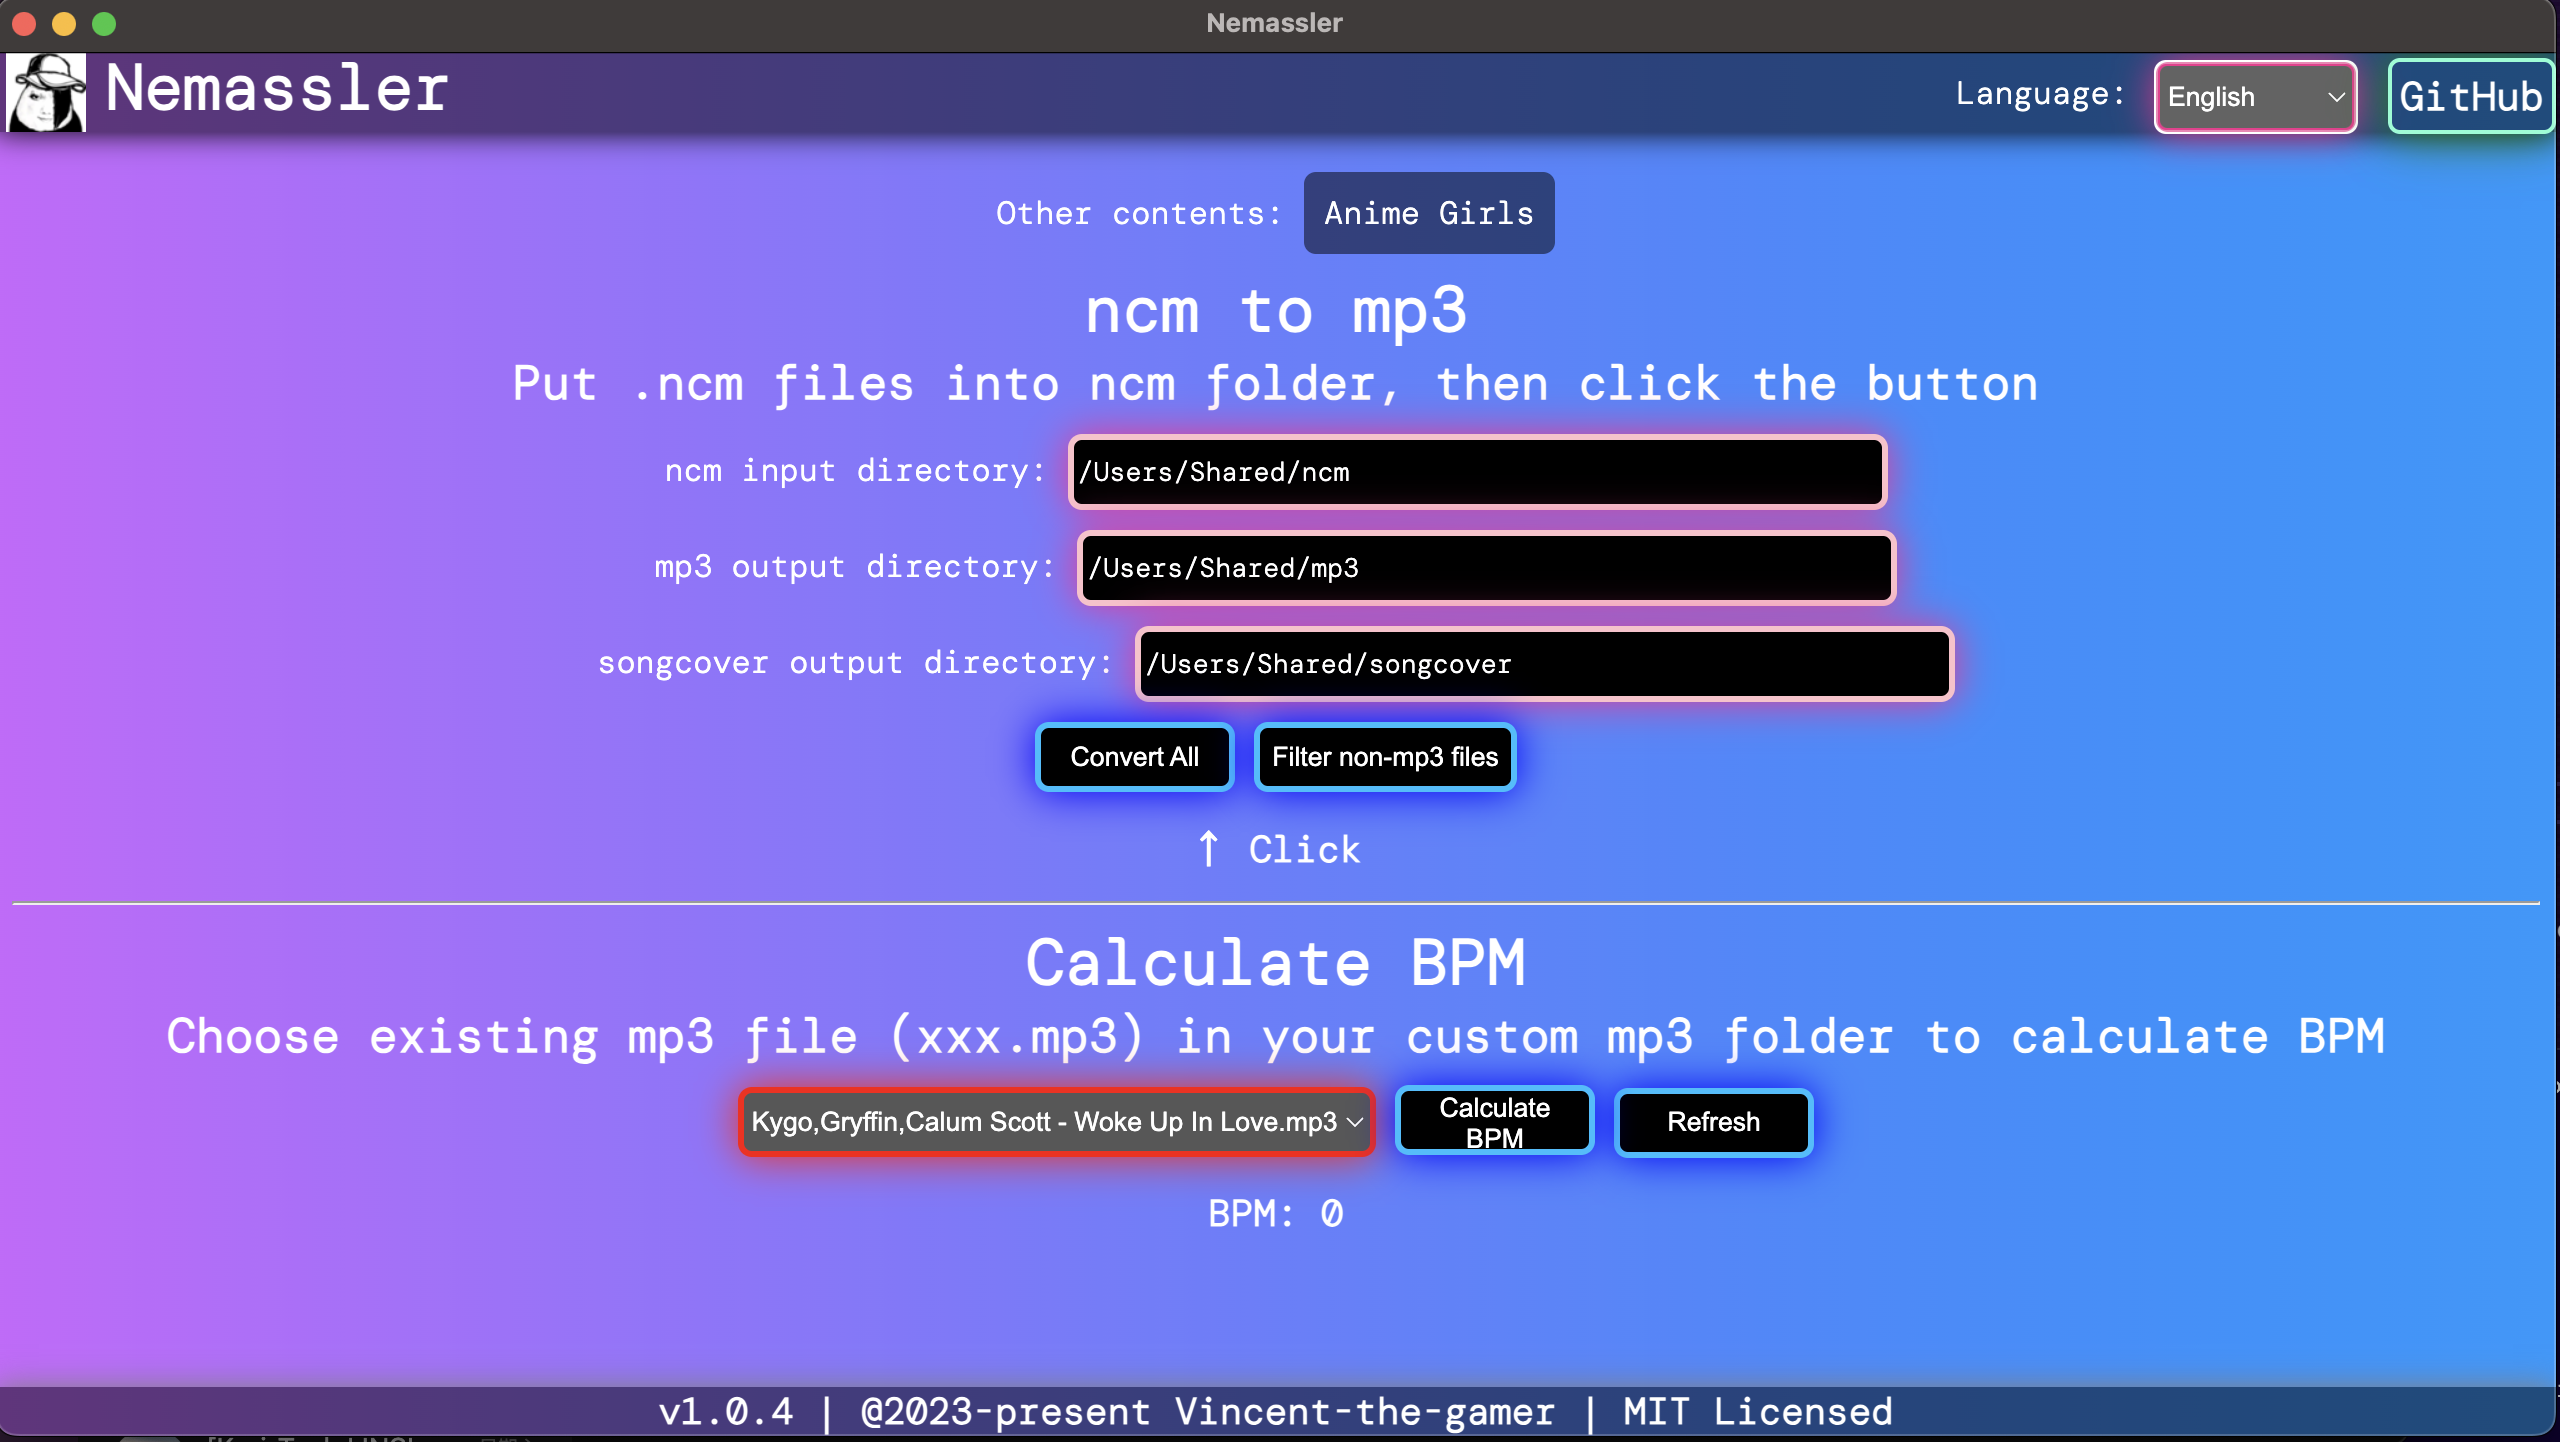 Nemassler
Nemassler
Language: English GitHub
Other contents: Anime Girls
ncm to mp3
Put .ncm files into ncm folder, then click the button
ncm input directory: /Users/Shared/ncm
mp3 output directory: /Users/Shared/mp3
songcover output directory: /Users/Shared/songcover
Convert All Filter non-mp3 files
↑ Click
Calculate BPM
Choose existing mp3 file (xxx.mp3) in your custom mp3 folder to calculate BPM
Kygo,Gryffin,Calum Scott - Woke Up In Love.mp3 Calculate BPM Refresh
BPM: 0
v1.0.4 | @2023-present Vincent-the-gamer | MIT Licensed